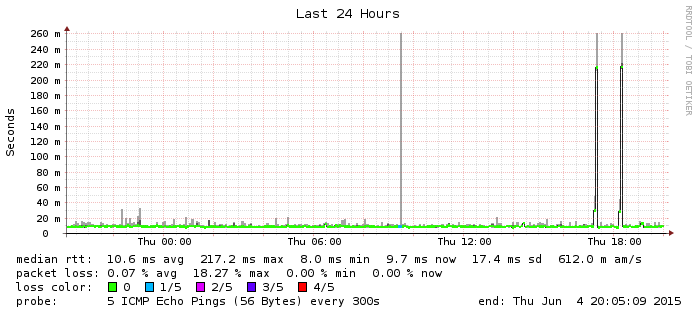 Last 24 Hours
RRDTOOL / TOBI OETIKER
Seconds
260 m
240 m
220 m
200 m
180 m
160 m
140 m
120 m
100 m
80 m
60 m
40 m
20 m
0
Thu 00:00 Thu 06:00 Thu 12:00 Thu 18:00
median rtt: 10.6 ms avg 217.2 ms max 8.0 ms min 9.7 ms now 17.4 ms sd 612.0 m am/s
packet loss: 0.07 % avg 18.27 % max 0.00 % min 0.00 % now
loss color: 0 1/5 2/5 3/5 4/5
probe: 5 ICMP Echo Pings (56 Bytes) every 300s end: Thu Jun 4 20:05:09 2015